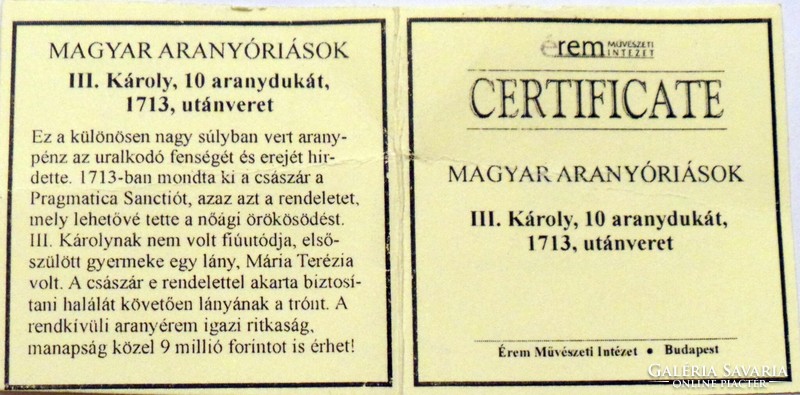 MAGYAR ARANYÓRIÁSOK
III. Károly, 10 aranydukát,
1713, utánveret
Ez a különösen nagy súlyban vert arany-
pénz az uralkodó fenségét és erejét hir-
dette. 1713-ban mondta ki a császár a
Pragmatica Sanctiót, azaz azt a rendeletet,
mely lehetővé tette a nőági örökösödést.
III. Károlynak nem volt fiúutódja, első-
szülött gyermeke egy lány, Mária Terézia
volt. A császár e rendelettel akarta biztosí-
tani halálát követően lányának a trónt. A
rendkívüli aranyérem igazi ritkaság,
manapság közel 9 millió forintot is érhet!
érem MŰVÉSZETI
INTÉZET
CERTIFICATE
MAGYAR ARANYÓRIÁSOK
III. Károly, 10 aranydukát,
1713, utánveret
Érem Művészeti Intézet • Budapest
GALÉRIA SAVARIA
ONLINE PIACTÉR